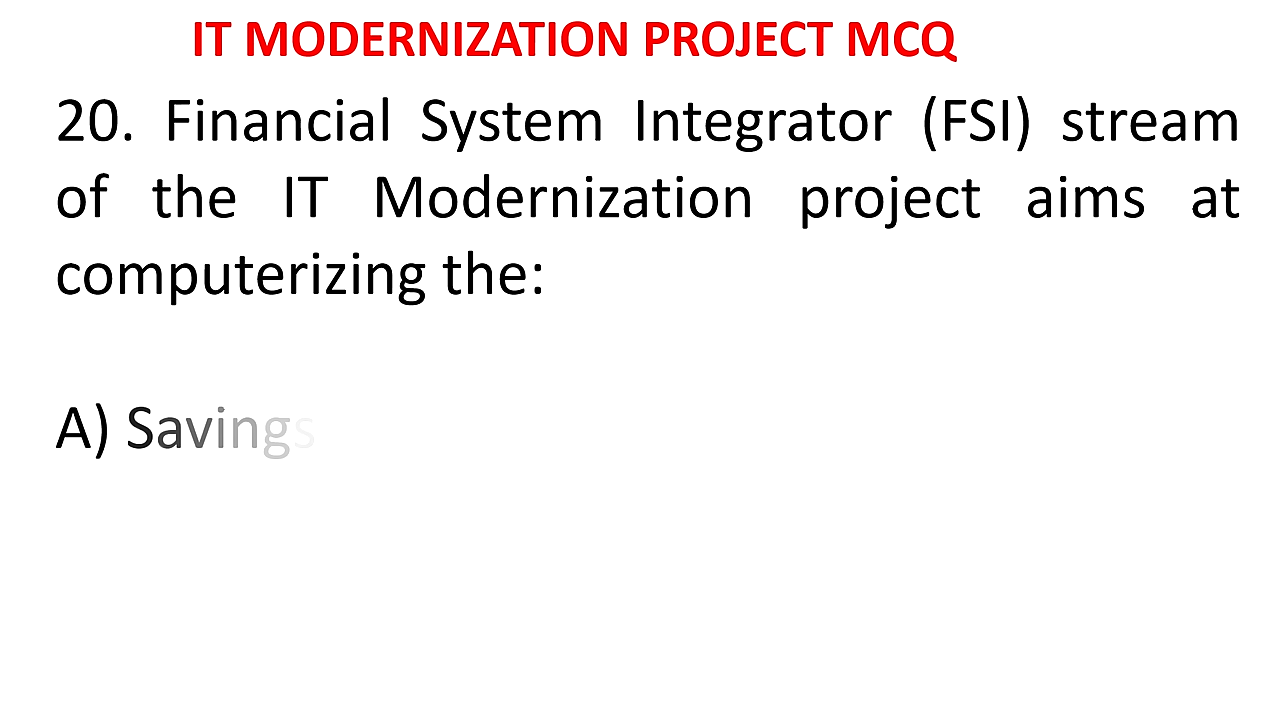 IT MODERNIZATION PROJECT MCQ
20. Financial System Integrator (FSI) stream
of the IT Modernization project aims at
computerizing the:
A) Savings